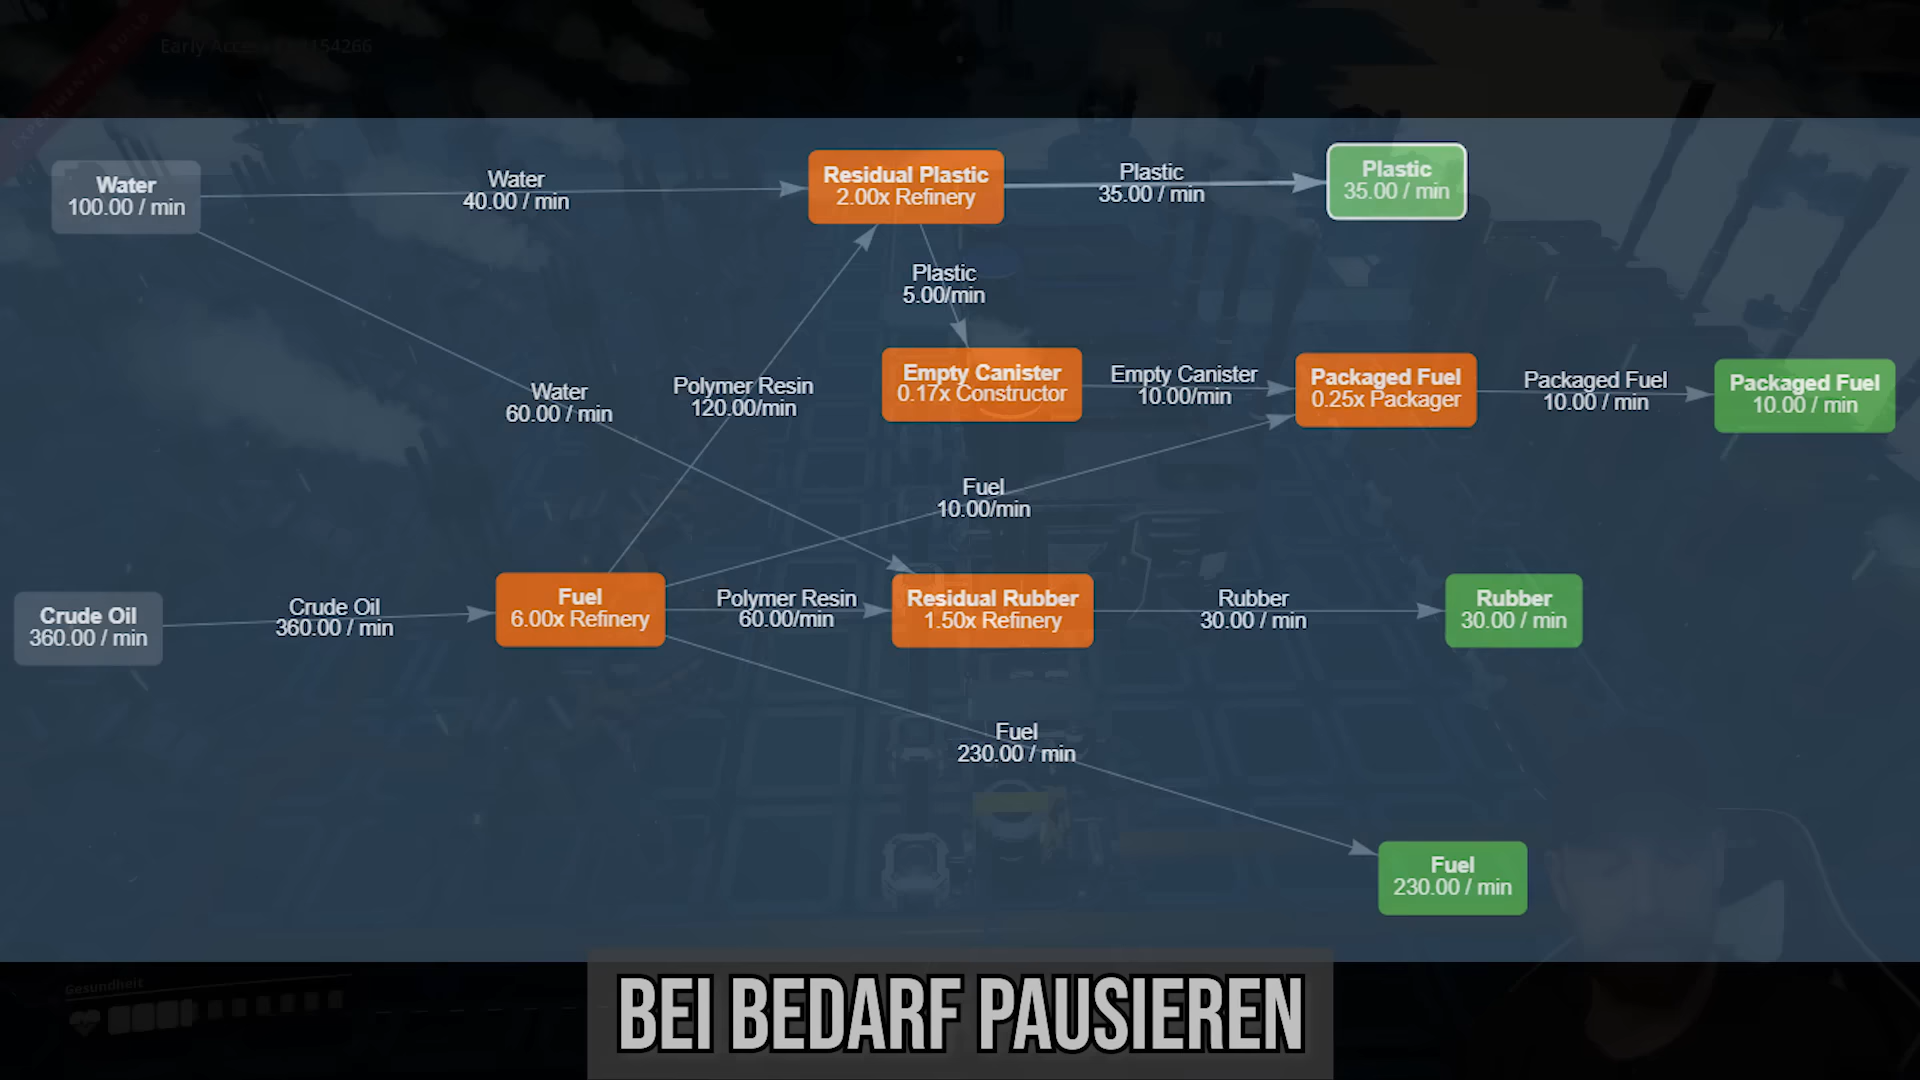 EXPERIMENTAL BUILD
Water
100.00 / min
Water
40.00 / min
Residual Plastic
2.00x Refinery
Plastic
35.00 / min
Plastic
35.00 / min
Plastic
5.00/min
Water
60.00 / min
Polymer Resin
120.00/min
Empty Canister
0.17x Constructor
Empty Canister
10.00/min
Packaged Fuel
0.25x Packager
Packaged Fuel
10.00 / min
Packaged Fuel
10.00 / min
Fuel
10.00/min
Crude Oil
360.00 / min
Crude Oil
360.00 / min
Fuel
6.00x Refinery
Polymer Resin
60.00/min
Residual Rubber
1.50x Refinery
Rubber
30.00 / min
Rubber
30.00 / min
Fuel
230.00 / min
Fuel
230.00 / min
Gesundheit
BEI BEDARF PAUSIEREN